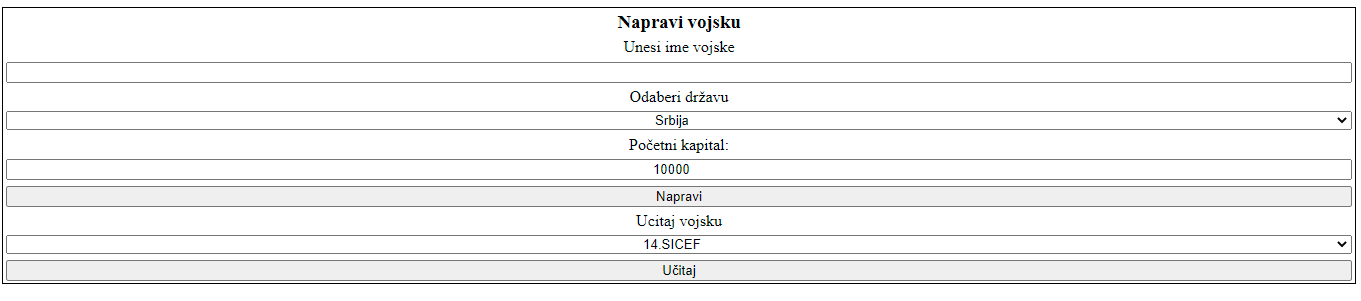 Napravi vojsku
Unesi ime vojske
Odaberi državu
Srbija
Početni kapital:
10000
Napravi
Ucitaj vojsku
14.SICEF
Učitaj